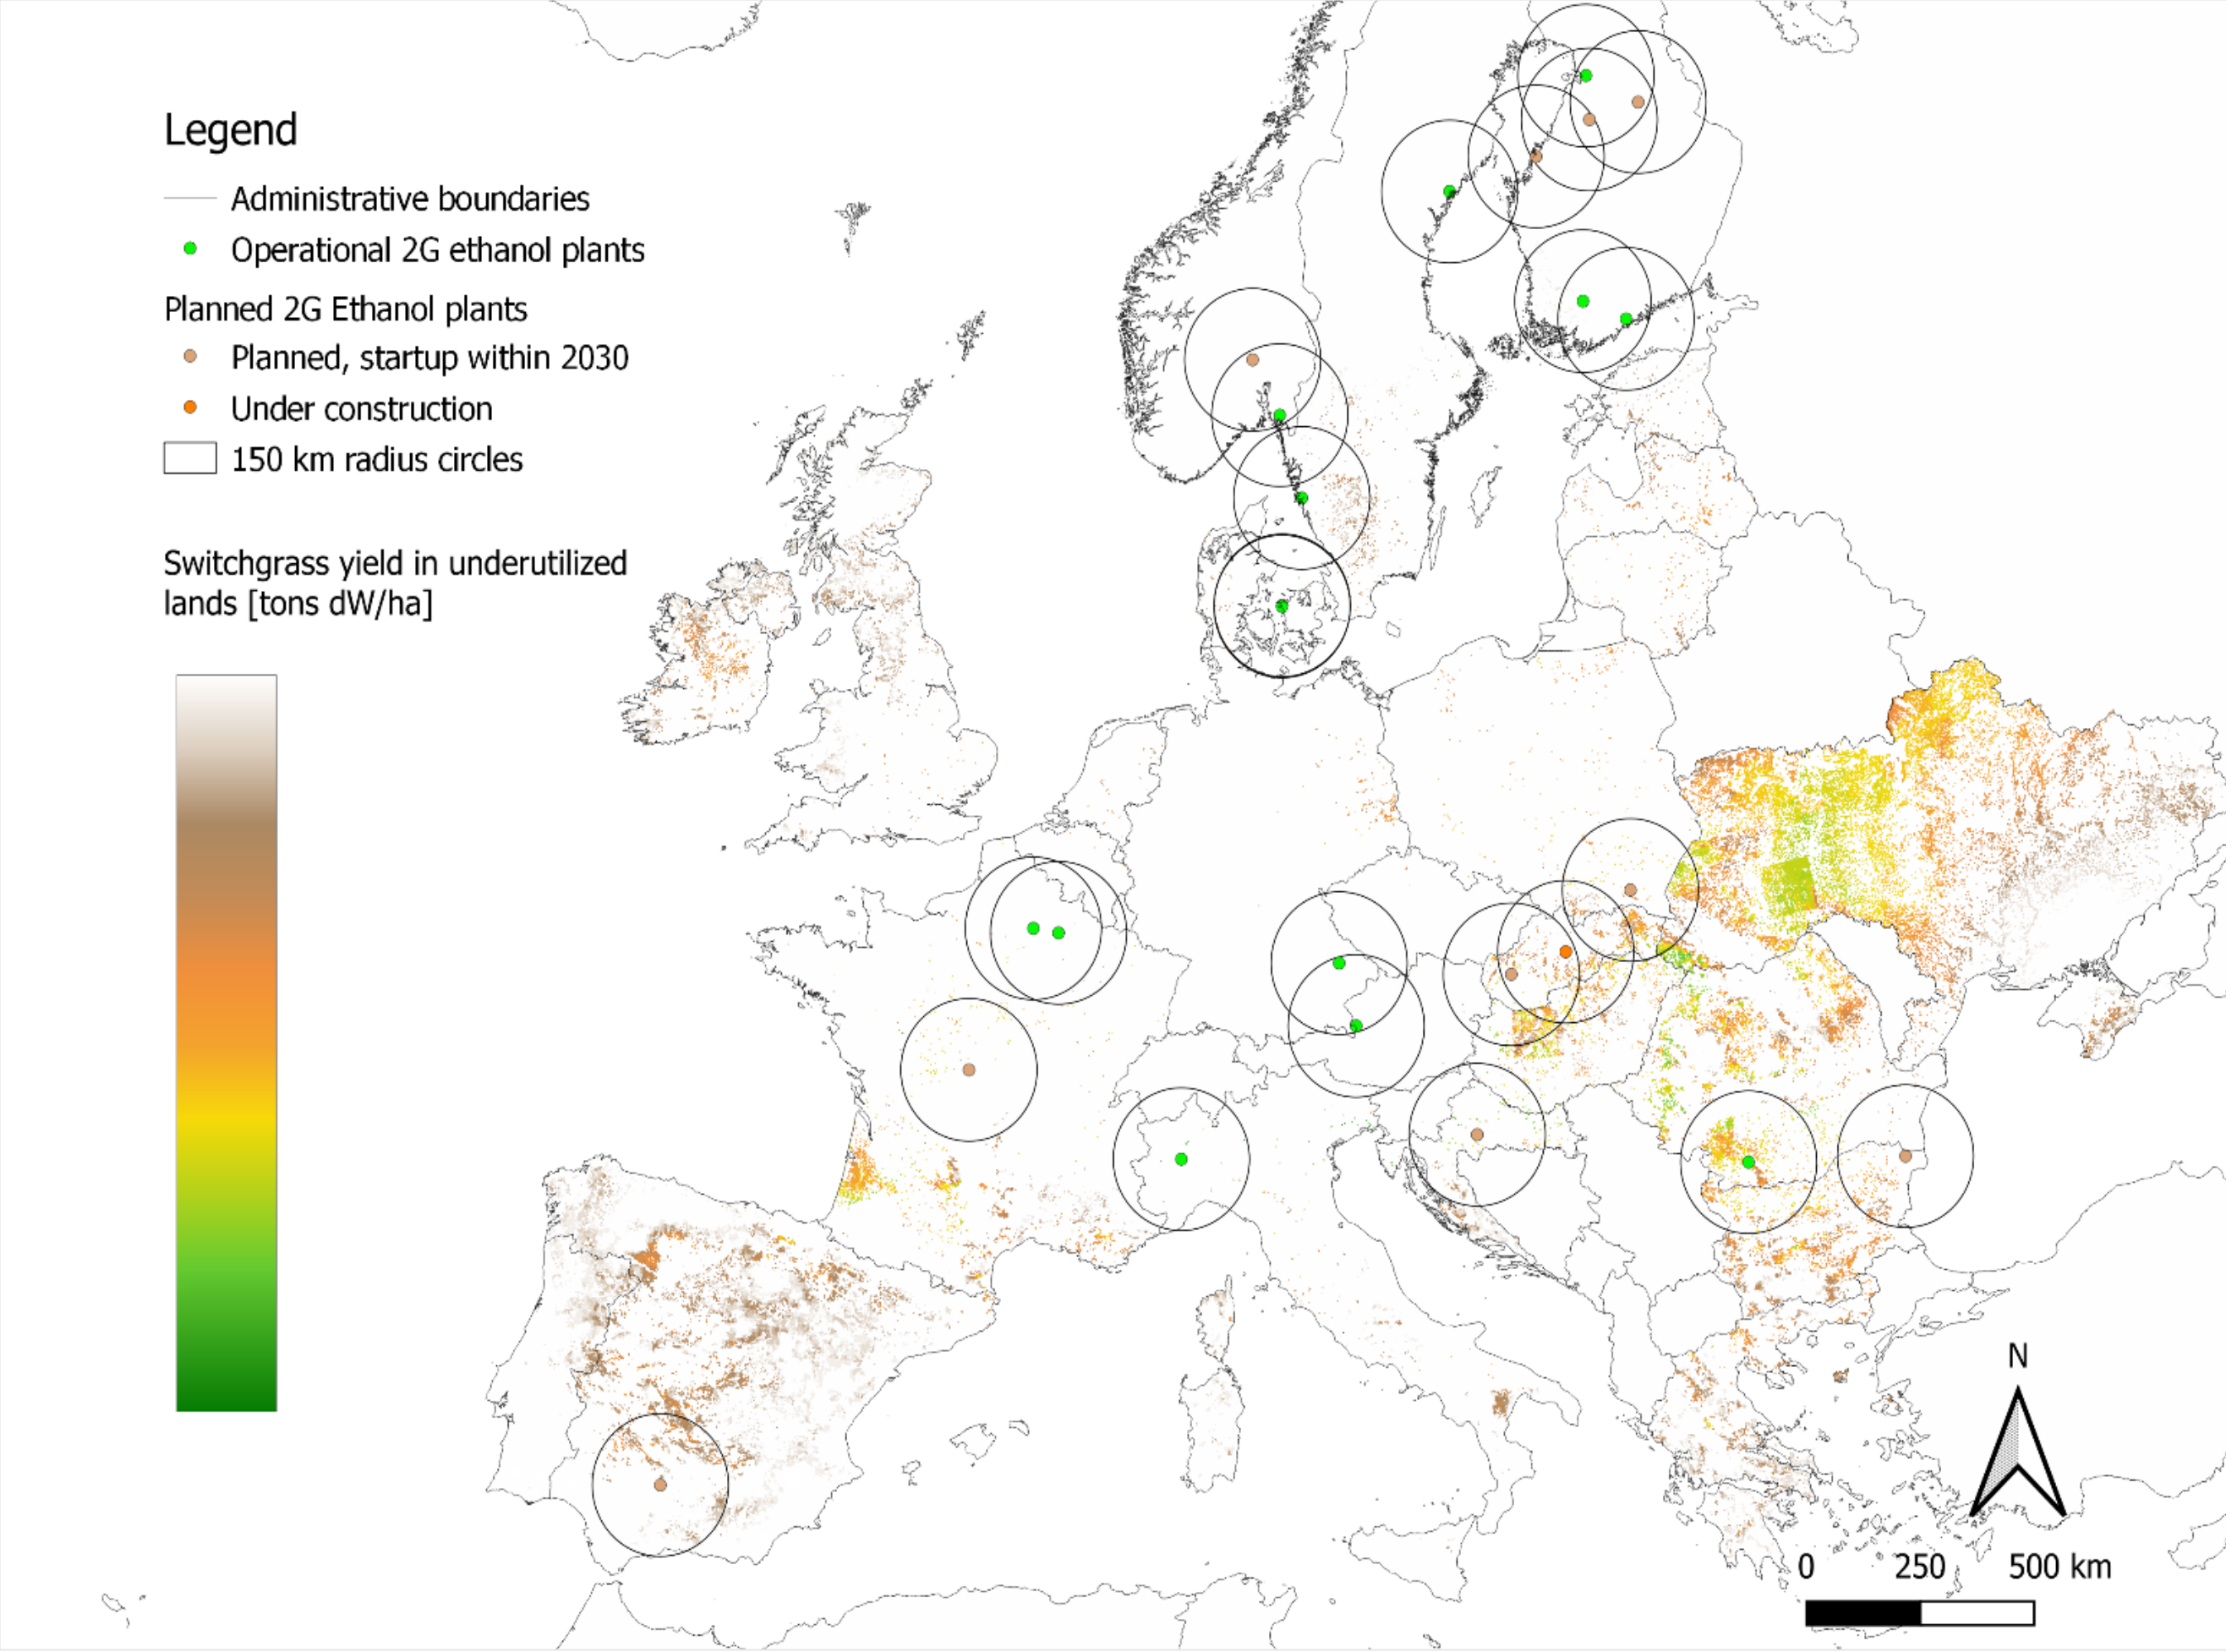 Legend
Administrative boundaries
Operational 2G ethanol plants
Planned 2G Ethanol plants
Planned, startup within 2030
Under construction
150 km radius circles
Switchgrass yield in underutilized
lands [tons dW/ha]
N
0 250 500 km